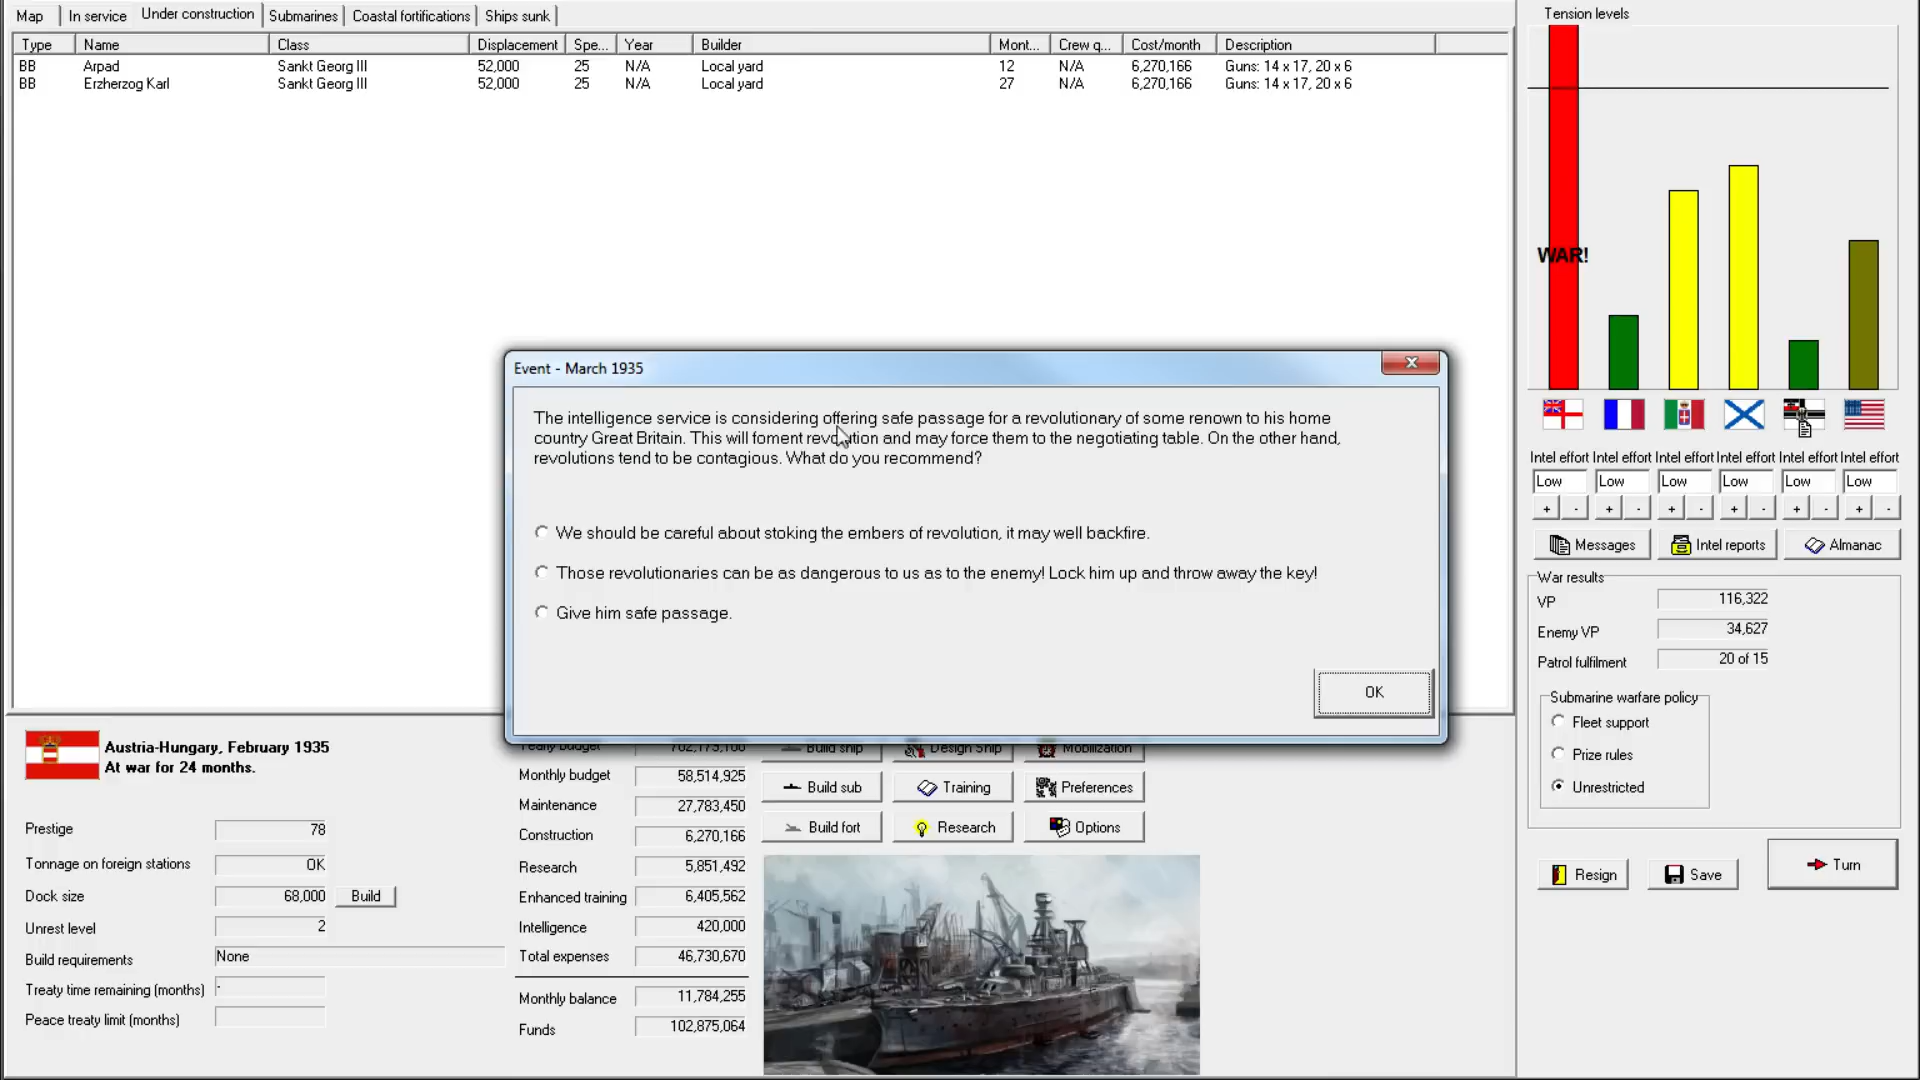 Map In service Under construction Submarines Coastal fortifications Ships sunk
Type Name Class Displacement Spe... Year Builder Mont... Crew q... Cost/month Description
BB Arpad Sankt Georg III 52,000 25 N/A Local yard 12 N/A 6,270,166 Guns: 14 x 17, 20 x 6
BB Erzherzog Karl Sankt Georg III 52,000 25 N/A Local yard 27 N/A 6,270,166 Guns: 14 x 17, 20 x 6
Tension levels
WAR!
Intel effort Intel effort Intel effort Intel effort Intel effort Intel effort
Low Low Low Low Low Low
+ - + - + - + - + - + -
Messages Intel reports Almanac
War results
VP 116,322
Enemy VP 34,627
Patrol fulfilment 20 of 15
Submarine warfare policy
Fleet support
Prize rules
Unrestricted
Resign Save Turn
Event - March 1935
The intelligence service is considering offering safe passage for a revolutionary of some renown to his home
country Great Britain. This will foment revolution and may force them to the negotiating table. On the other hand,
revolutions tend to be contagious. What do you recommend?
We should be careful about stoking the embers of revolution, it may well backfire.
Those revolutionaries can be as dangerous to us as to the enemy! Lock him up and throw away the key!
Give him safe passage.
OK
Austria-Hungary, February 1935
At war for 24 months.
Prestige 78
Tonnage on foreign stations OK
Dock size 68,000 Build
Unrest level 2
Build requirements None
Treaty time remaining (months) -
Peace treaty limit (months)
Yearly budget 702,179,100
Monthly budget 58,514,925
Maintenance 27,783,450
Construction 6,270,166
Research 5,851,492
Enhanced training 6,405,562
Intelligence 420,000
Total expenses 46,730,670
Monthly balance 11,784,255
Funds 102,875,064
Build ship Design Ship Mobilization
Build sub Training Preferences
Build fort Research Options